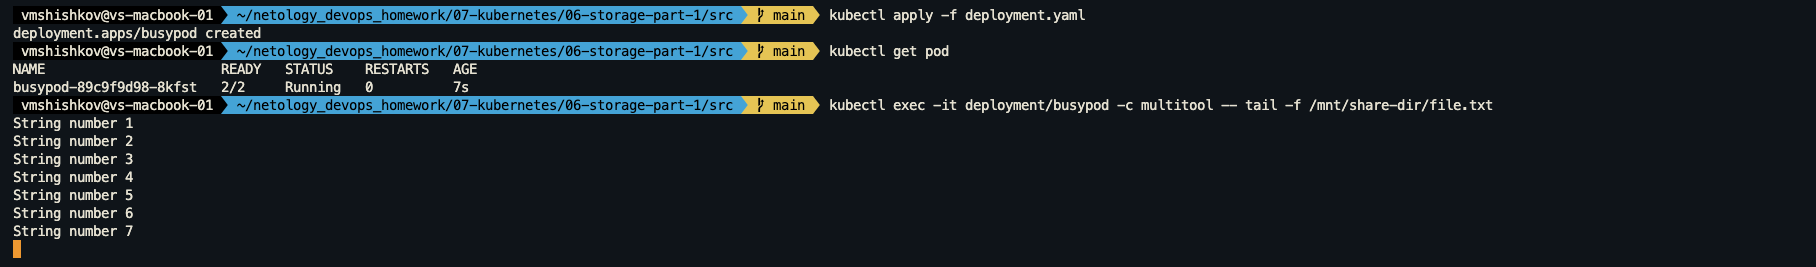 vmshishkov@vs-macbook-01 ~/netology_devops_homework/07-kubernetes/06-storage-part-1/src main kubectl apply -f deployment.yaml
deployment.apps/busypod created
vmshishkov@vs-macbook-01 ~/netology_devops_homework/07-kubernetes/06-storage-part-1/src main kubectl get pod
NAME READY STATUS RESTARTS AGE
busypod-89c9f9d98-8kfst 2/2 Running 0 7s
vmshishkov@vs-macbook-01 ~/netology_devops_homework/07-kubernetes/06-storage-part-1/src main kubectl exec -it deployment/busypod -c multitool -- tail -f /mnt/share-dir/file.txt
String number 1
String number 2
String number 3
String number 4
String number 5
String number 6
String number 7